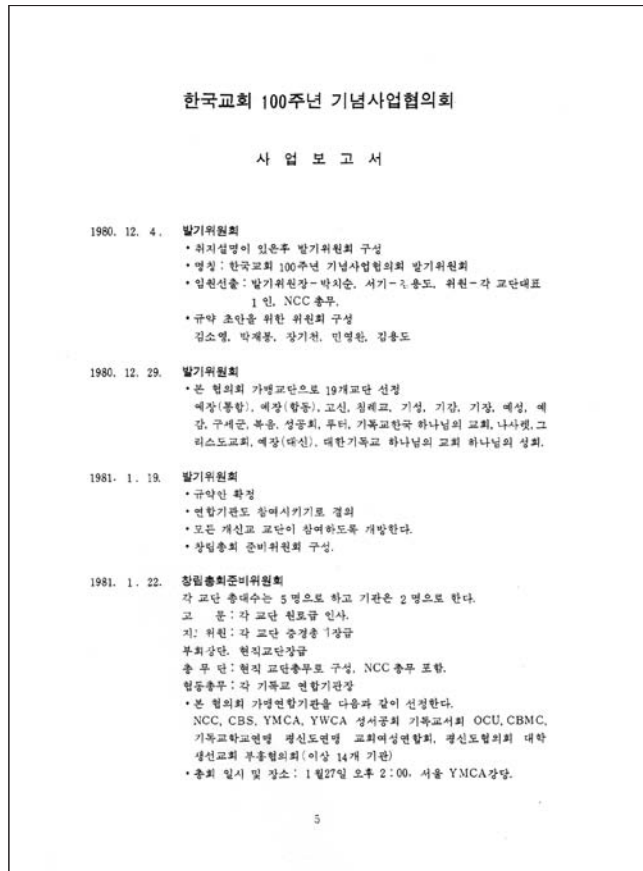 한국교회 100주년 기념사업협의회
사 업 보 고 서
1980. 12. 4. 발기위원회
• 취지설명이 있은후 발기위원회 구성
• 명칭 : 한국교회 100주년 기념사업협의회 발기위원회
• 임원선출 : 발기위원장-박치순, 서기-김용도, 위원-각 교단대표
1 인, NCC 총무.
• 규약 초안을 위한 위원회 구성
김소영, 박재봉, 장기천, 민영완, 김용도
1980. 12. 29. 발기위원회
• 본 협의회 가맹교단으로 19개교단 선정
예장(통합), 예장(합동), 고신, 침례교, 기성, 기감, 기장, 예성, 예
감, 구세군, 복음, 성공회, 루터, 기독교한국 하나님의 교회, 나사렛, 그
리스도교회, 예장(대신), 대한기독교 하나님의 교회 하나님의 성회.
1981. 1. 19. 발기위원회
• 규약안 확정
• 연합기관도 참여시키기로 결의
• 모든 개신교 교단이 참여하도록 개방한다.
• 창립총회 준비위원회 구성.
1981. 1. 22. 창립총회준비위원회
각 교단 총대수는 5명으로 하고 기관은 2명으로 한다.
고 문 : 각 교단 원로급 인사.
위원 : 각 교단 증경총 장급
부회장단. 현직교단장급
총 무 단 : 현직 교단총무로 구성, NCC 총무 포함.
협동총무 : 각 기독교 연합기관장
• 본 협의회 가맹연합기관을 다음과 같이 선정한다.
NCC, CBS, YMCA, YWCA 성서공회 기독교서회 OCU, CBMC,
기독교학교연맹 평신도연맹 교회여성연합회, 평신도협의회 대학
생선교회 부흥협의회(이상 14개 기관)
• 총회 일시 및 장소 : 1월27일 오후 2:00, 서울 YMCA강당.
5